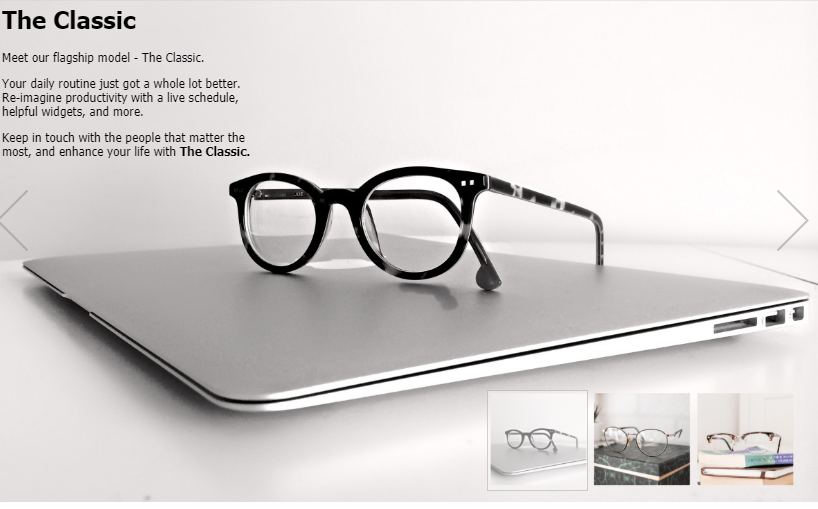 The Classic
Meet our flagship model - The Classic.
Your daily routine just got a whole lot better.
Re-imagine productivity with a live schedule,
helpful widgets, and more.
Keep in touch with the people that matter the
most, and enhance your life with The Classic.